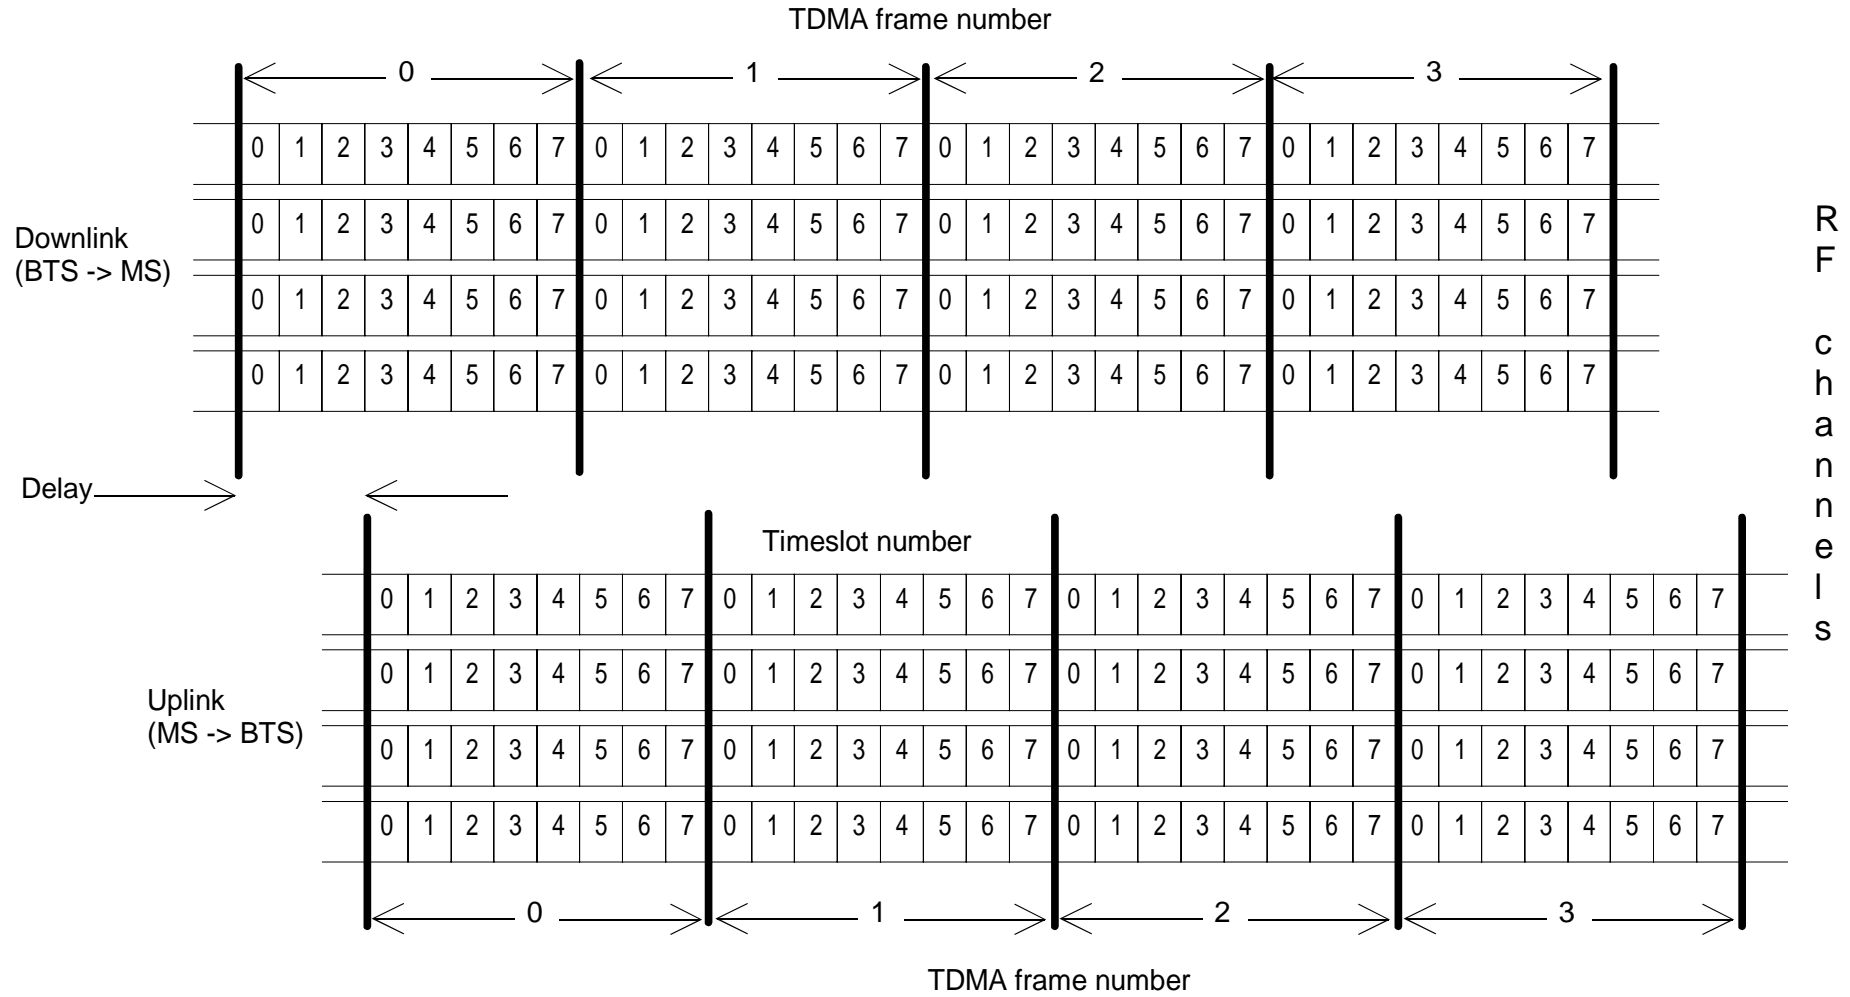 TDMA frame number
0 1 2 3
0 1 2 3 4 5 6 7 0 1 2 3 4 5 6 7 0 1 2 3 4 5 6 7 0 1 2 3 4 5 6 7
0 1 2 3 4 5 6 7 0 1 2 3 4 5 6 7 0 1 2 3 4 5 6 7 0 1 2 3 4 5 6 7
Downlink
(BTS -> MS)
0 1 2 3 4 5 6 7 0 1 2 3 4 5 6 7 0 1 2 3 4 5 6 7 0 1 2 3 4 5 6 7
0 1 2 3 4 5 6 7 0 1 2 3 4 5 6 7 0 1 2 3 4 5 6 7 0 1 2 3 4 5 6 7
RF channels
Delay
Timeslot number
0 1 2 3 4 5 6 7 0 1 2 3 4 5 6 7 0 1 2 3 4 5 6 7 0 1 2 3 4 5 6 7
0 1 2 3 4 5 6 7 0 1 2 3 4 5 6 7 0 1 2 3 4 5 6 7 0 1 2 3 4 5 6 7
Uplink
(MS -> BTS)
0 1 2 3 4 5 6 7 0 1 2 3 4 5 6 7 0 1 2 3 4 5 6 7 0 1 2 3 4 5 6 7
0 1 2 3 4 5 6 7 0 1 2 3 4 5 6 7 0 1 2 3 4 5 6 7 0 1 2 3 4 5 6 7
0 1 2 3
TDMA frame number